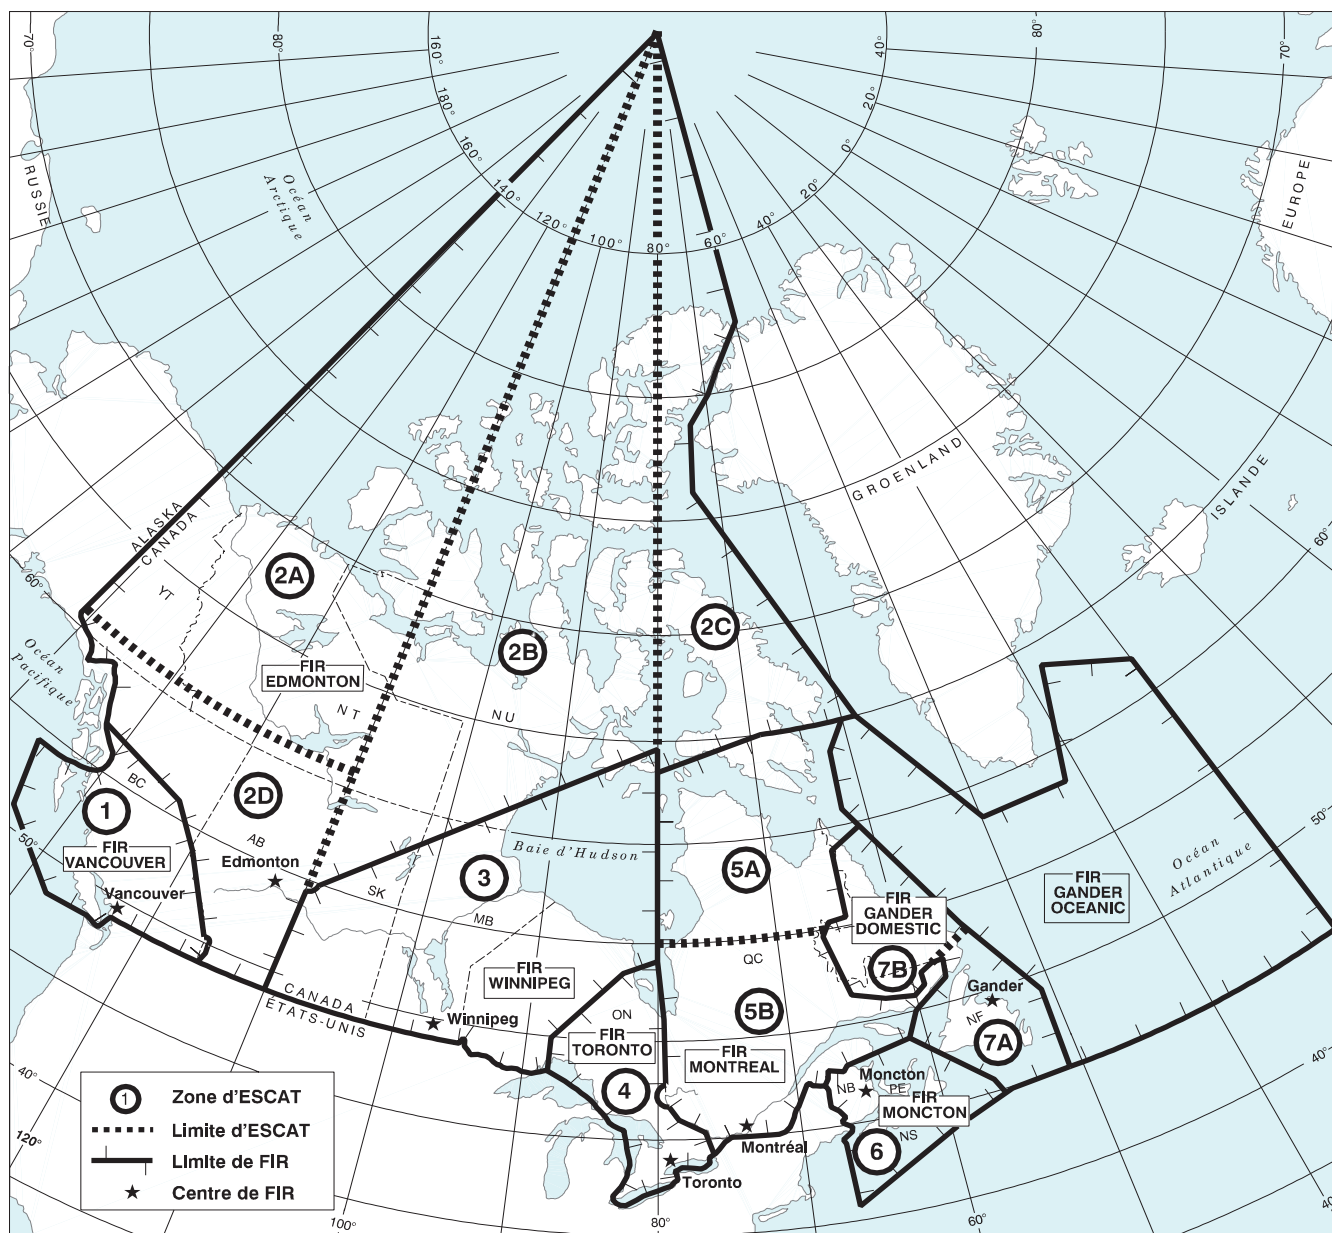 70°
80°
160°
180°
160°
140°
120°
100°
80°
60°
40°
20°
0°
20°
40°
80°
70°
RUSSIE
Océan
Arctique
EUROPE
GROENLAND
ISLANDE
60°
ALASKA
CANADA
60°
YT
2A
2B
2C
FIR
EDMONTON
NT
NU
Océan
Pacifique
BC
2D
AB
Edmonton
1
FIR
VANCOUVER
Vancouver
50°
SK
3
MB
Baie d'Hudson
5A
FIR
GANDER
DOMESTIC
7B
FIR
GANDER
OCEANIC
Océan
Atlantique
50°
QC
5B
Gander
NF
7A
CANADA
ÉTATS-UNIS
FIR
WINNIPEG
Winnipeg
ON
FIR
TORONTO
4
FIR
MONTREAL
Moncton
NB
PE
FIR
MONCTON
NS
6
Montréal
Toronto
40°
40°
40°
120°
100°
80°
60°
1 Zone d'ESCAT
Limite d'ESCAT
LImite de FIR
Centre de FIR